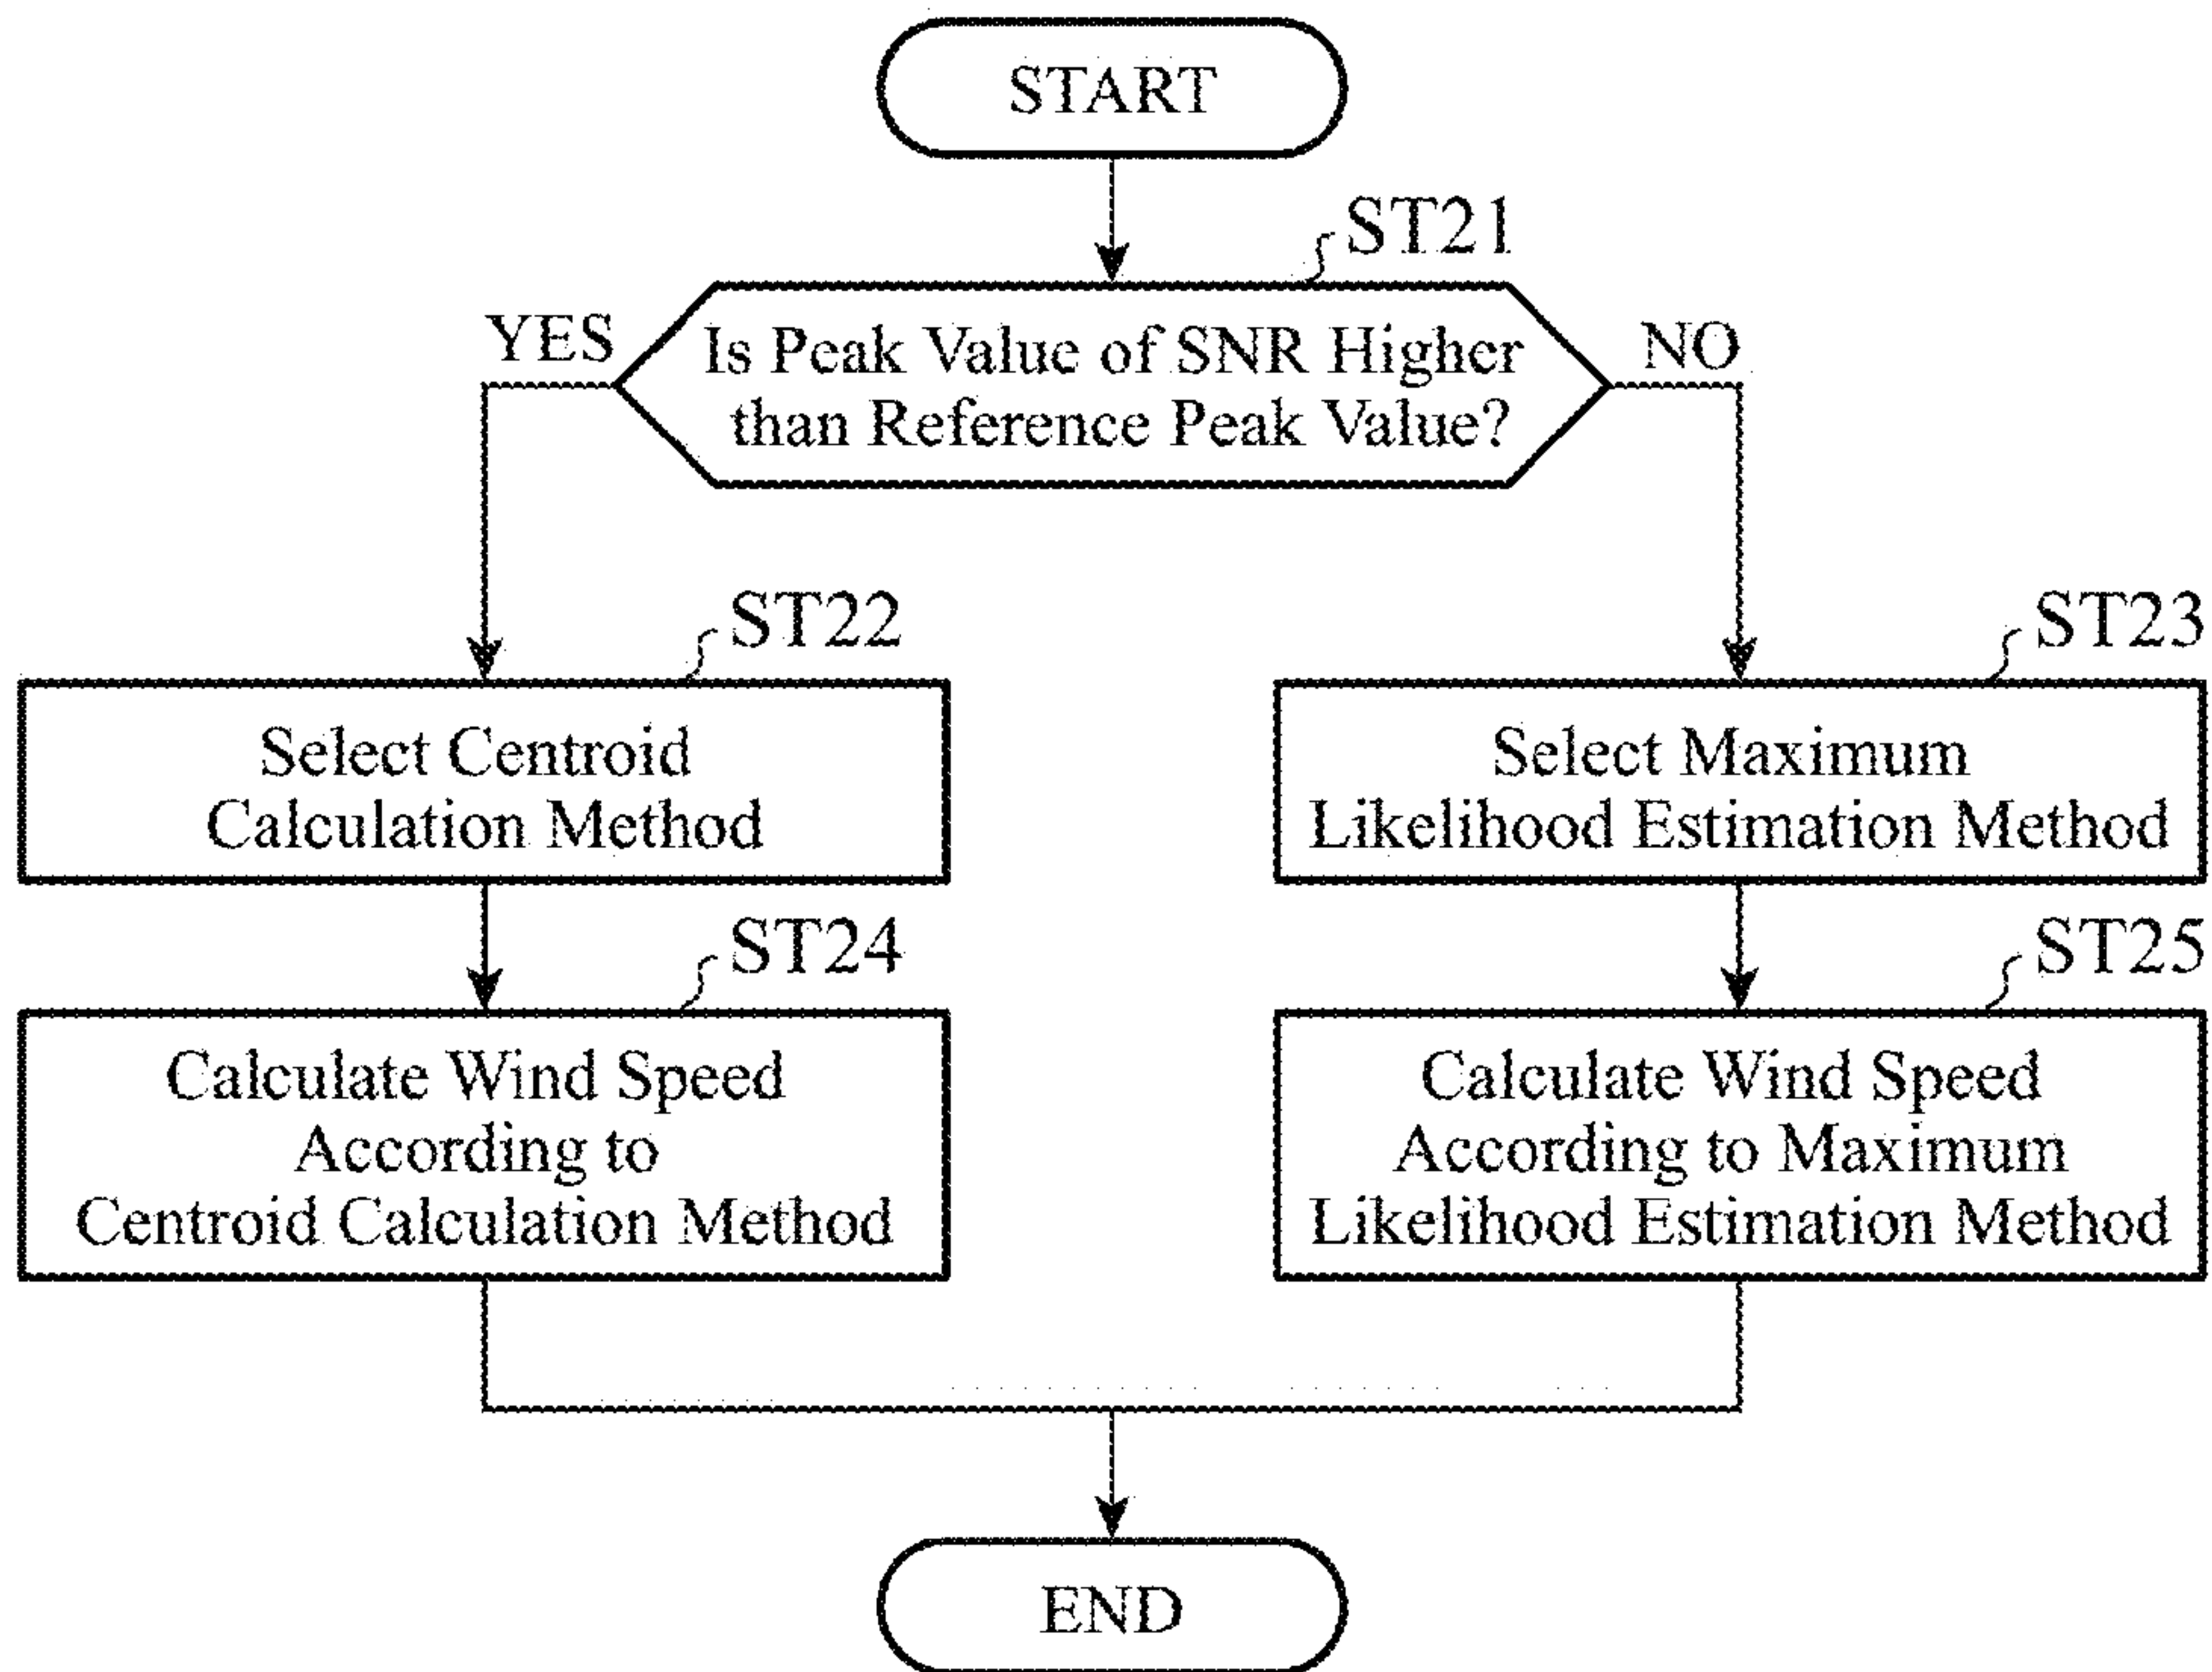 START
ST21
YES
Is Peak Value of SNR Higher
than Reference Peak Value?
NO
ST22
Select Centroid
Calculation Method
ST23
Select Maximum
Likelihood Estimation Method
ST24
Calculate Wind Speed
According to
Centroid Calculation Method
ST25
Calculate Wind Speed
According to Maximum
Likelihood Estimation Method
END